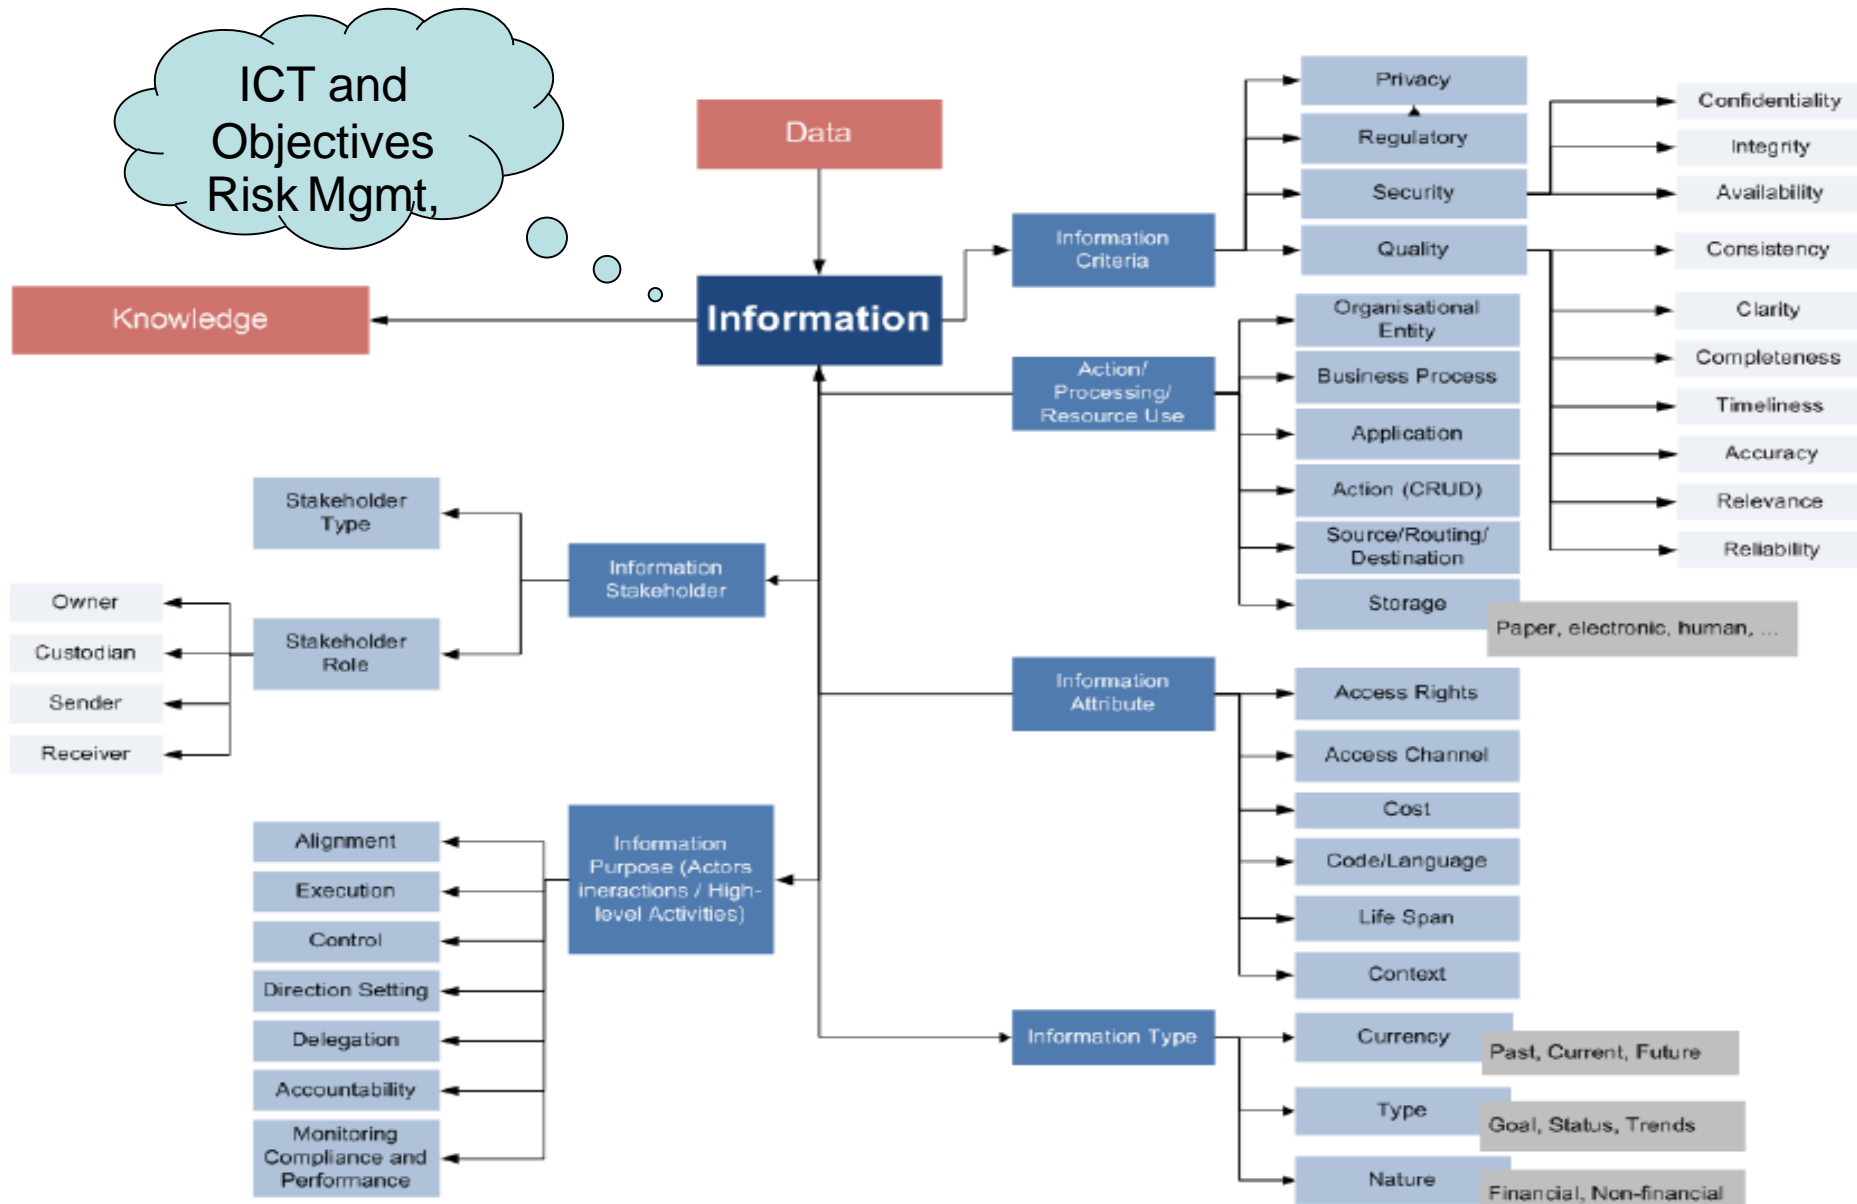 ICT and
Objectives
Risk Mgmt,
Data
Knowledge
Information
Information
Criteria
Privacy
Regulatory
Security
Quality
Confidentiality
Integrity
Availability
Consistency
Clarity
Completeness
Timeliness
Accuracy
Relevance
Reliability
Action/
Processing/
Resource Use
Organisational
Entity
Business Process
Application
Action (CRUD)
Source/Routing/
Destination
Storage
Paper, electronic, human, ...
Information
Stakeholder
Stakeholder
Type
Stakeholder
Role
Owner
Custodian
Sender
Receiver
Information
Attribute
Access Rights
Access Channel
Cost
Code/Language
Life Span
Context
Information
Purpose (Actors
ineractions / High-
level Activities)
Alignment
Execution
Control
Direction Setting
Delegation
Accountability
Monitoring
Compliance and
Performance
Information Type
Currency
Past, Current, Future
Type
Goal, Status, Trends
Nature
Financial, Non-financial